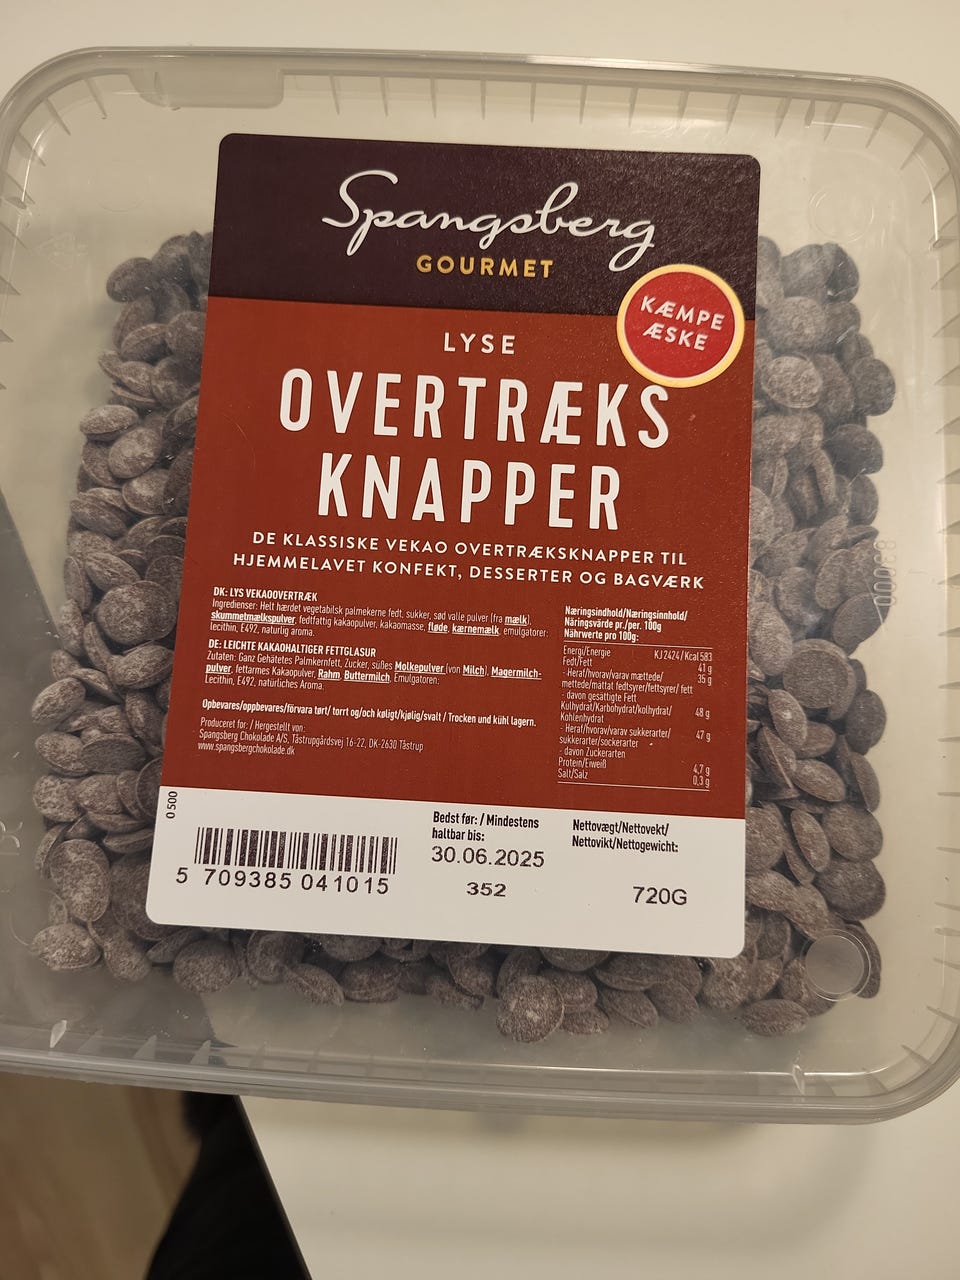 Spangsberg
GOURMET
KÆMPE
ÆSKE
LYSE
OVERTRÆKS
KNAPPER
DE KLASSISKE VEKAO OVERTRÆKSKNAPPER TIL
HJEMMELAVET KONFEKT, DESSERTER OG BAGVÆRK
DK: LYS VEKAOOVERTRÆK
Ingredienser: Helt hærdet vegetabilsk palmekerne fedt, sukker, sød valle pulver (fra mælk),
skummetmælkspulver, fedtfattig kakaopulver, kakaomasse, fløde, kærnemælk, emulgatorer:
lecithin, E492, naturlig aroma.
DE: LEICHTE KAKAOHALTIGER FETTGLASUR
Zutaten: Ganz Gehätetes Palmkernfett, Zucker, süßes Molkepulver (von Milch), Magermilch-
pulver, fettarmes Kakaopulver, Rahm, Buttermilch, Emulgatoren:
Lecithin, E492, natürliches Aroma.
Opbevares/oppbevares/förvara tørt/ torrt og/och køligt/kjølig/svalt / Trocken und kühl lagern.
Produceret for: / Hergestellt von:
Spangsberg Chokolade A/S, Tåstrupgårdsvej 16-22, DK-2630 Tåstrup
www.spangsbergchokolade.dk
Næringsindhold/Næringsinnhold/
Näringsvärde pr./per. 100g
Nährwerte pro 100g:
Energi/Energie KJ 2424 / Kcal 583
Fedt/Fett 41 g
- Heraf/hvorav/varav mættede/ 35 g
mettede/mättat fedtsyrer/fettsyrer/ fett
- davon gesättigte Fett
Kulhydrat/Karbohydrat/kolhydrat/ 48 g
Kohlenhydrat
- Heraf/hvorav/varav sukkerarter/ 47 g
sukkerarter/sockerarter
- davon Zuckerarten
Protein/Eiweiß 4,7 g
Salt/Salz 0,3 g
0 500
5 709385 041015
Bedst før: / Mindestens
haltbar bis:
30.06.2025
352
Nettovægt/Nettovekt/
Nettovikt/Nettogewicht:
720G